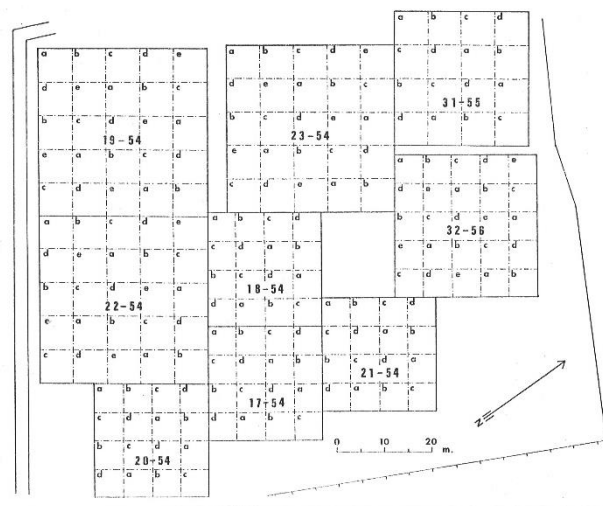 a b c d e
d e a b c
b c d e a
19-54
e a b c d
c d e a b
a b c d e
d e a b c
b c d e a
23-54
e a b c d
c d e a b
a b c d
c d a b
b c d a
31-55
d a b c
a b c d e
d e a b c
b c d e a
32-56
e a b c d
c d e a b
a b c d e
d e a b c
b c d e a
22-54
e a b c d
c d e a b
a b c d
c d a b
b c d a
18-54
d a b c
a b c d
c d a b
b c d a
21-54
d a b c
a b c d
c d a b
b c d a
17-54
d a b c
a b c d
c d a b
b c d a
20-54
d a b c
N
0 10 20 m.